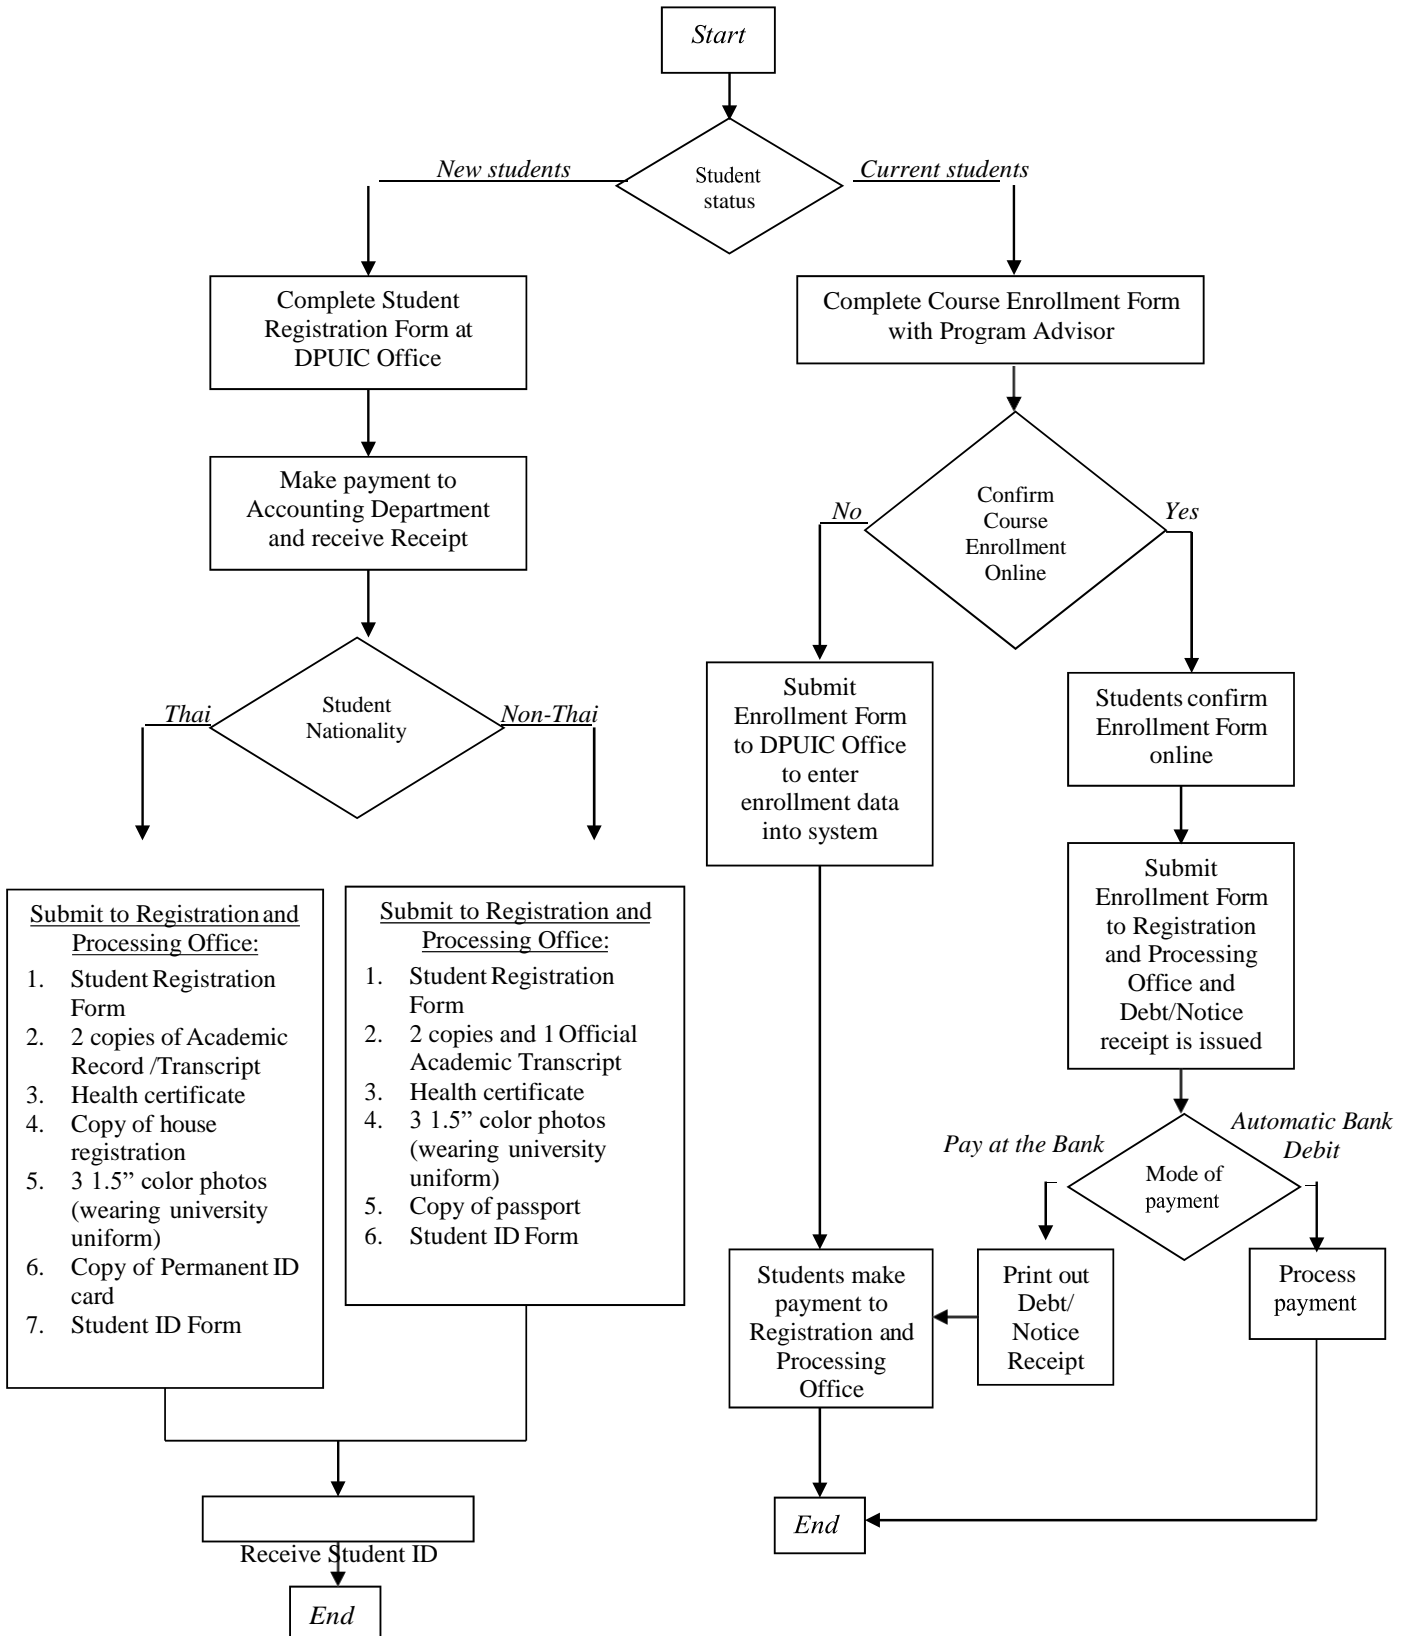 Start
Student
status
New students
Current students
Complete Student
Registration Form at
DPUIC Office
Make payment to
Accounting Department
and receive Receipt
Student
Nationality
Thai
Non-Thai
Submit to Registration and
Processing Office:
1. Student Registration
Form
2. 2 copies of Academic
Record /Transcript
3. Health certificate
4. Copy of house
registration
5. 3 1.5” color photos
(wearing university
uniform)
6. Copy of Permanent ID
card
7. Student ID Form
Submit to Registration and
Processing Office:
1. Student Registration
Form
2. 2 copies and 1 Official
Academic Transcript
3. Health certificate
4. 3 1.5” color photos
(wearing university
uniform)
5. Copy of passport
6. Student ID Form
Receive Student ID
End
Complete Course Enrollment Form
with Program Advisor
Confirm
Course
Enrollment
Online
No
Yes
Submit
Enrollment Form
to DPUIC Office
to enter
enrollment data
into system
Students confirm
Enrollment Form
online
Submit
Enrollment Form
to Registration
and Processing
Office and
Debt/Notice
receipt is issued
Mode of
payment
Pay at the Bank
Automatic Bank
Debit
Students make
payment to
Registration and
Processing
Office
Print out
Debt/
Notice
Receipt
Process
payment
End